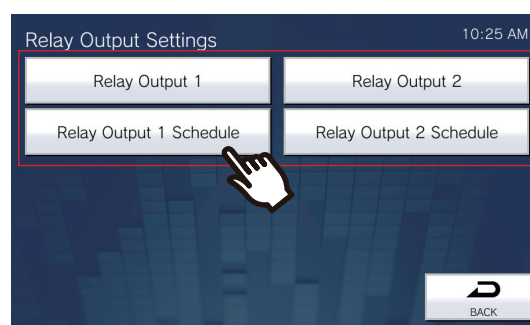 Relay Output Settings
10:25 AM
Relay Output 1
Relay Output 2
Relay Output 1 Schedule
Relay Output 2 Schedule
BACK